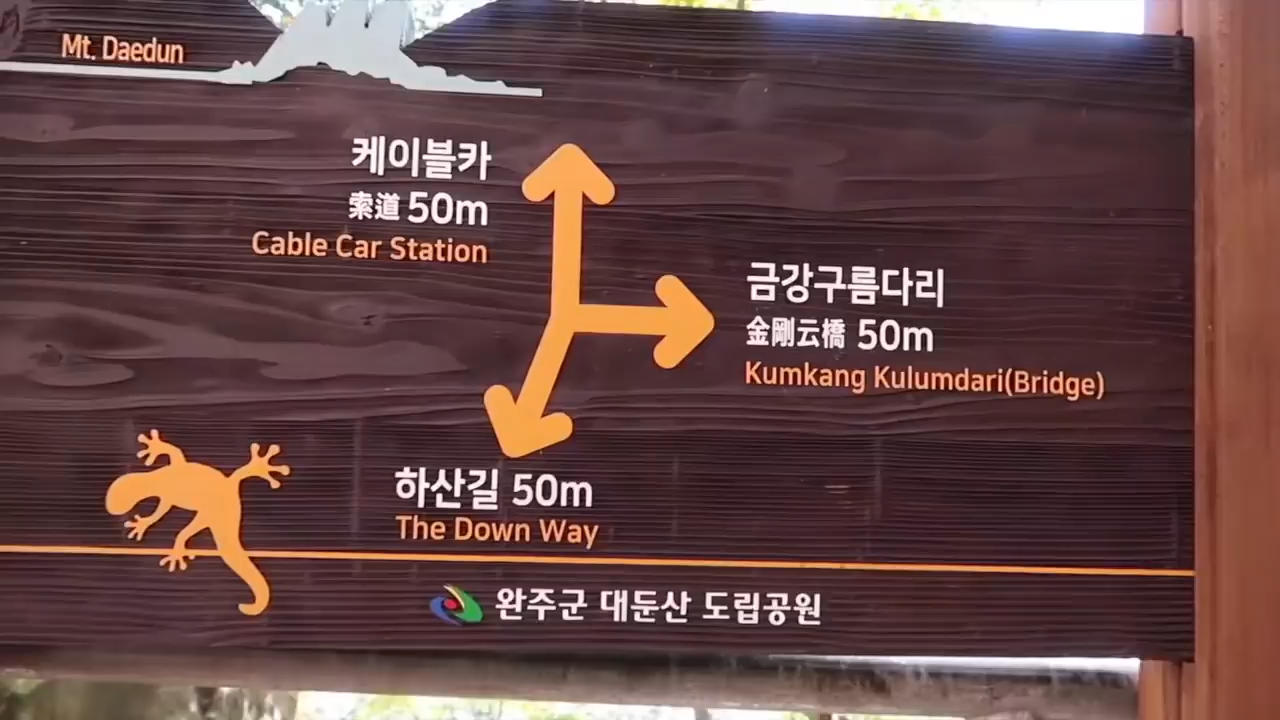 Mt. Daedun
케이블카
索道 50m
Cable Car Station
금강구름다리
金剛云橋 50m
Kumkang Kulumdari(Bridge)
하산길 50m
The Down Way
완주군 대둔산 도립공원